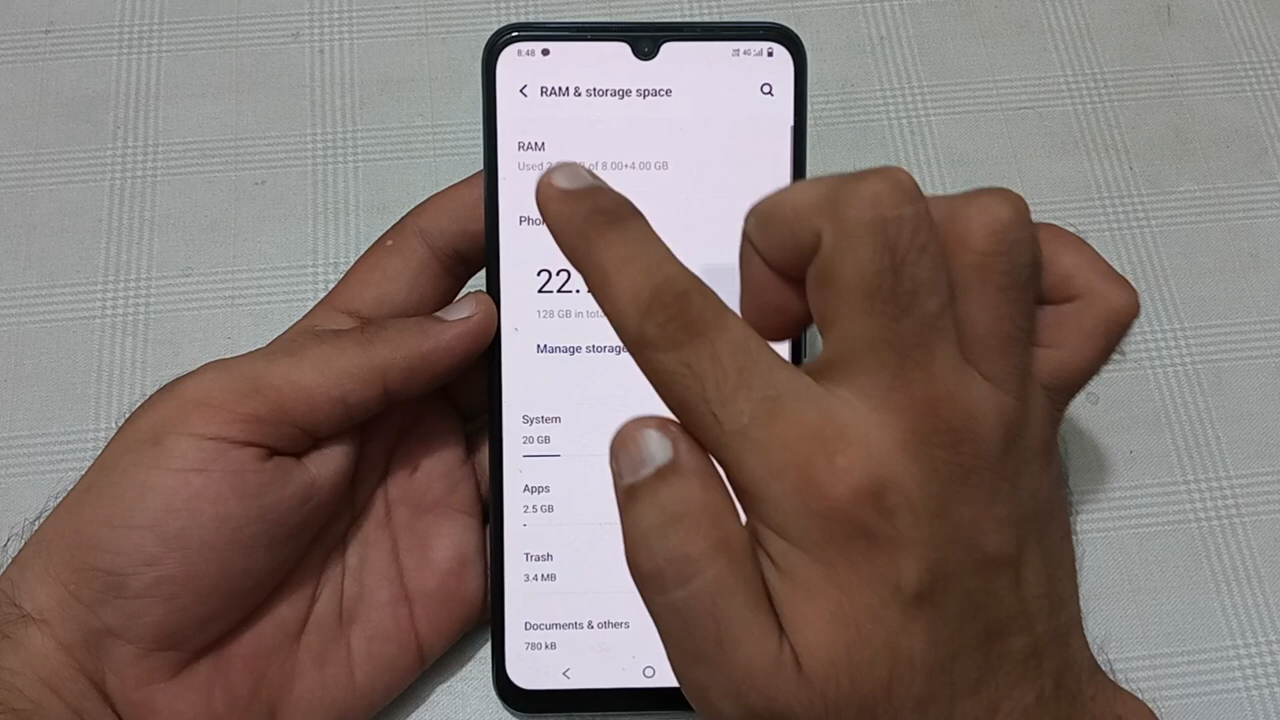 8:48 4G
RAM & storage space
RAM
Used of 8.00+4.00 GB
22.
128 GB in
Manage storage
System
20 GB
Apps
2.5 GB
Trash
3.4 MB
Documents & others
780 kB